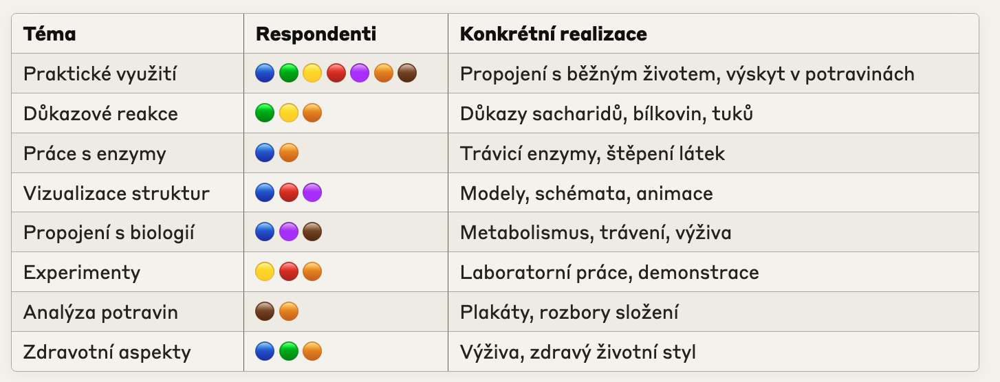 Téma Respondenti Konkrétní realizace
Praktické využití Propojení s běžným životem, výskyt v potravinách
Důkazové reakce Důkazy sacharidů, bílkovin, tuků
Práce s enzymy Trávicí enzymy, štěpení látek
Vizualizace struktur Modely, schémata, animace
Propojení s biologií Metabolismus, trávení, výživa
Experimenty Laboratorní práce, demonstrace
Analýza potravin Plakáty, rozbory složení
Zdravotní aspekty Výživa, zdravý životní styl